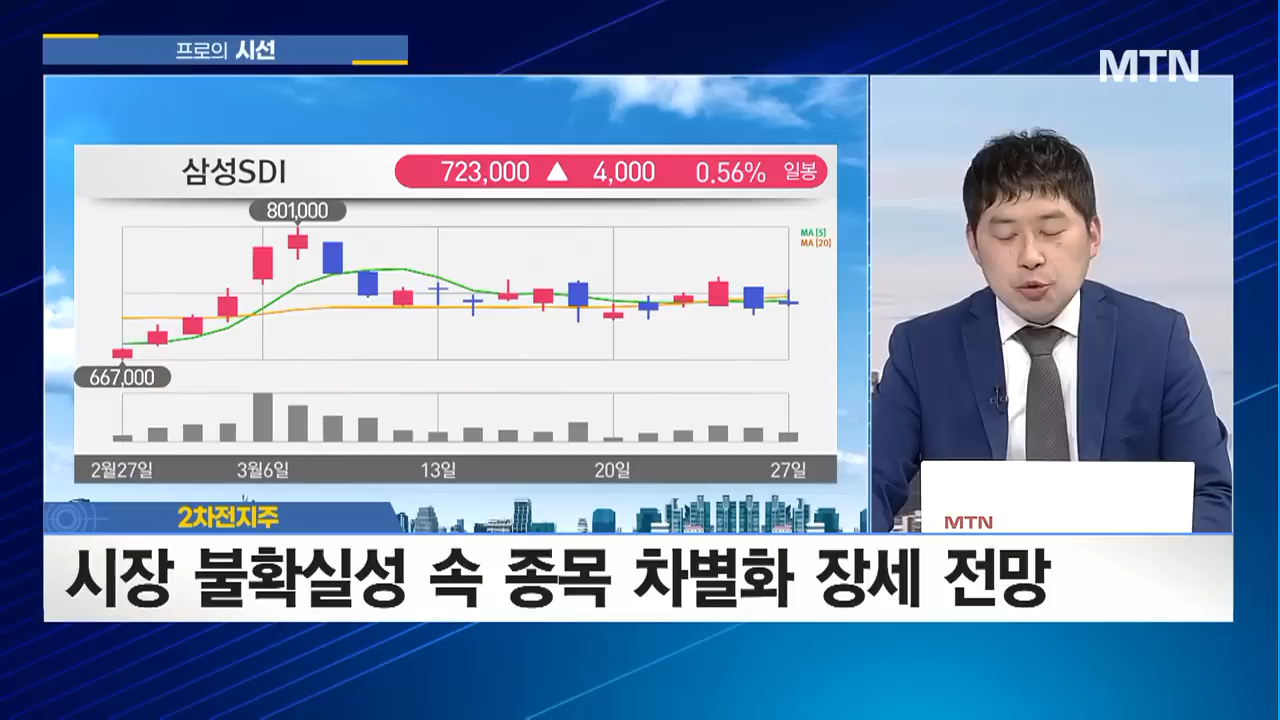 프로의 시선
MTN
삼성SDI
723,000 ▲ 4,000 0.56% 일봉
801,000
MA [5]
MA [20]
667,000
2월27일 3월6일 13일 20일 27일
2차전지주
MTN
시장 불확실성 속 종목 차별화 장세 전망